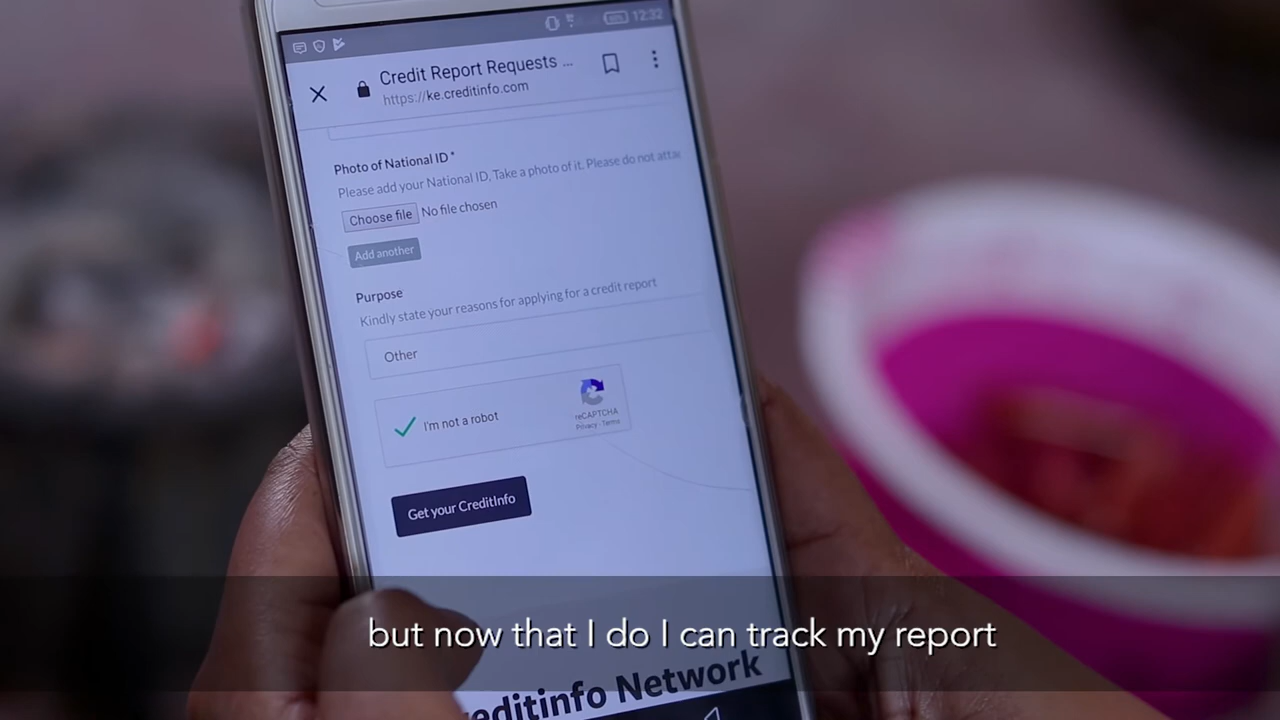 12:32
Credit Report Requests ...
https://ke.creditinfo.com
Photo of National ID*
Please add your National ID, Take a photo of it. Please do not attac
Choose file No file chosen
Add another
Purpose
Kindly state your reasons for applying for a credit report
Other
I'm not a robot
reCAPTCHA
Privacy - Terms
Get your CreditInfo
but now that I do I can track my report
editinfo Network